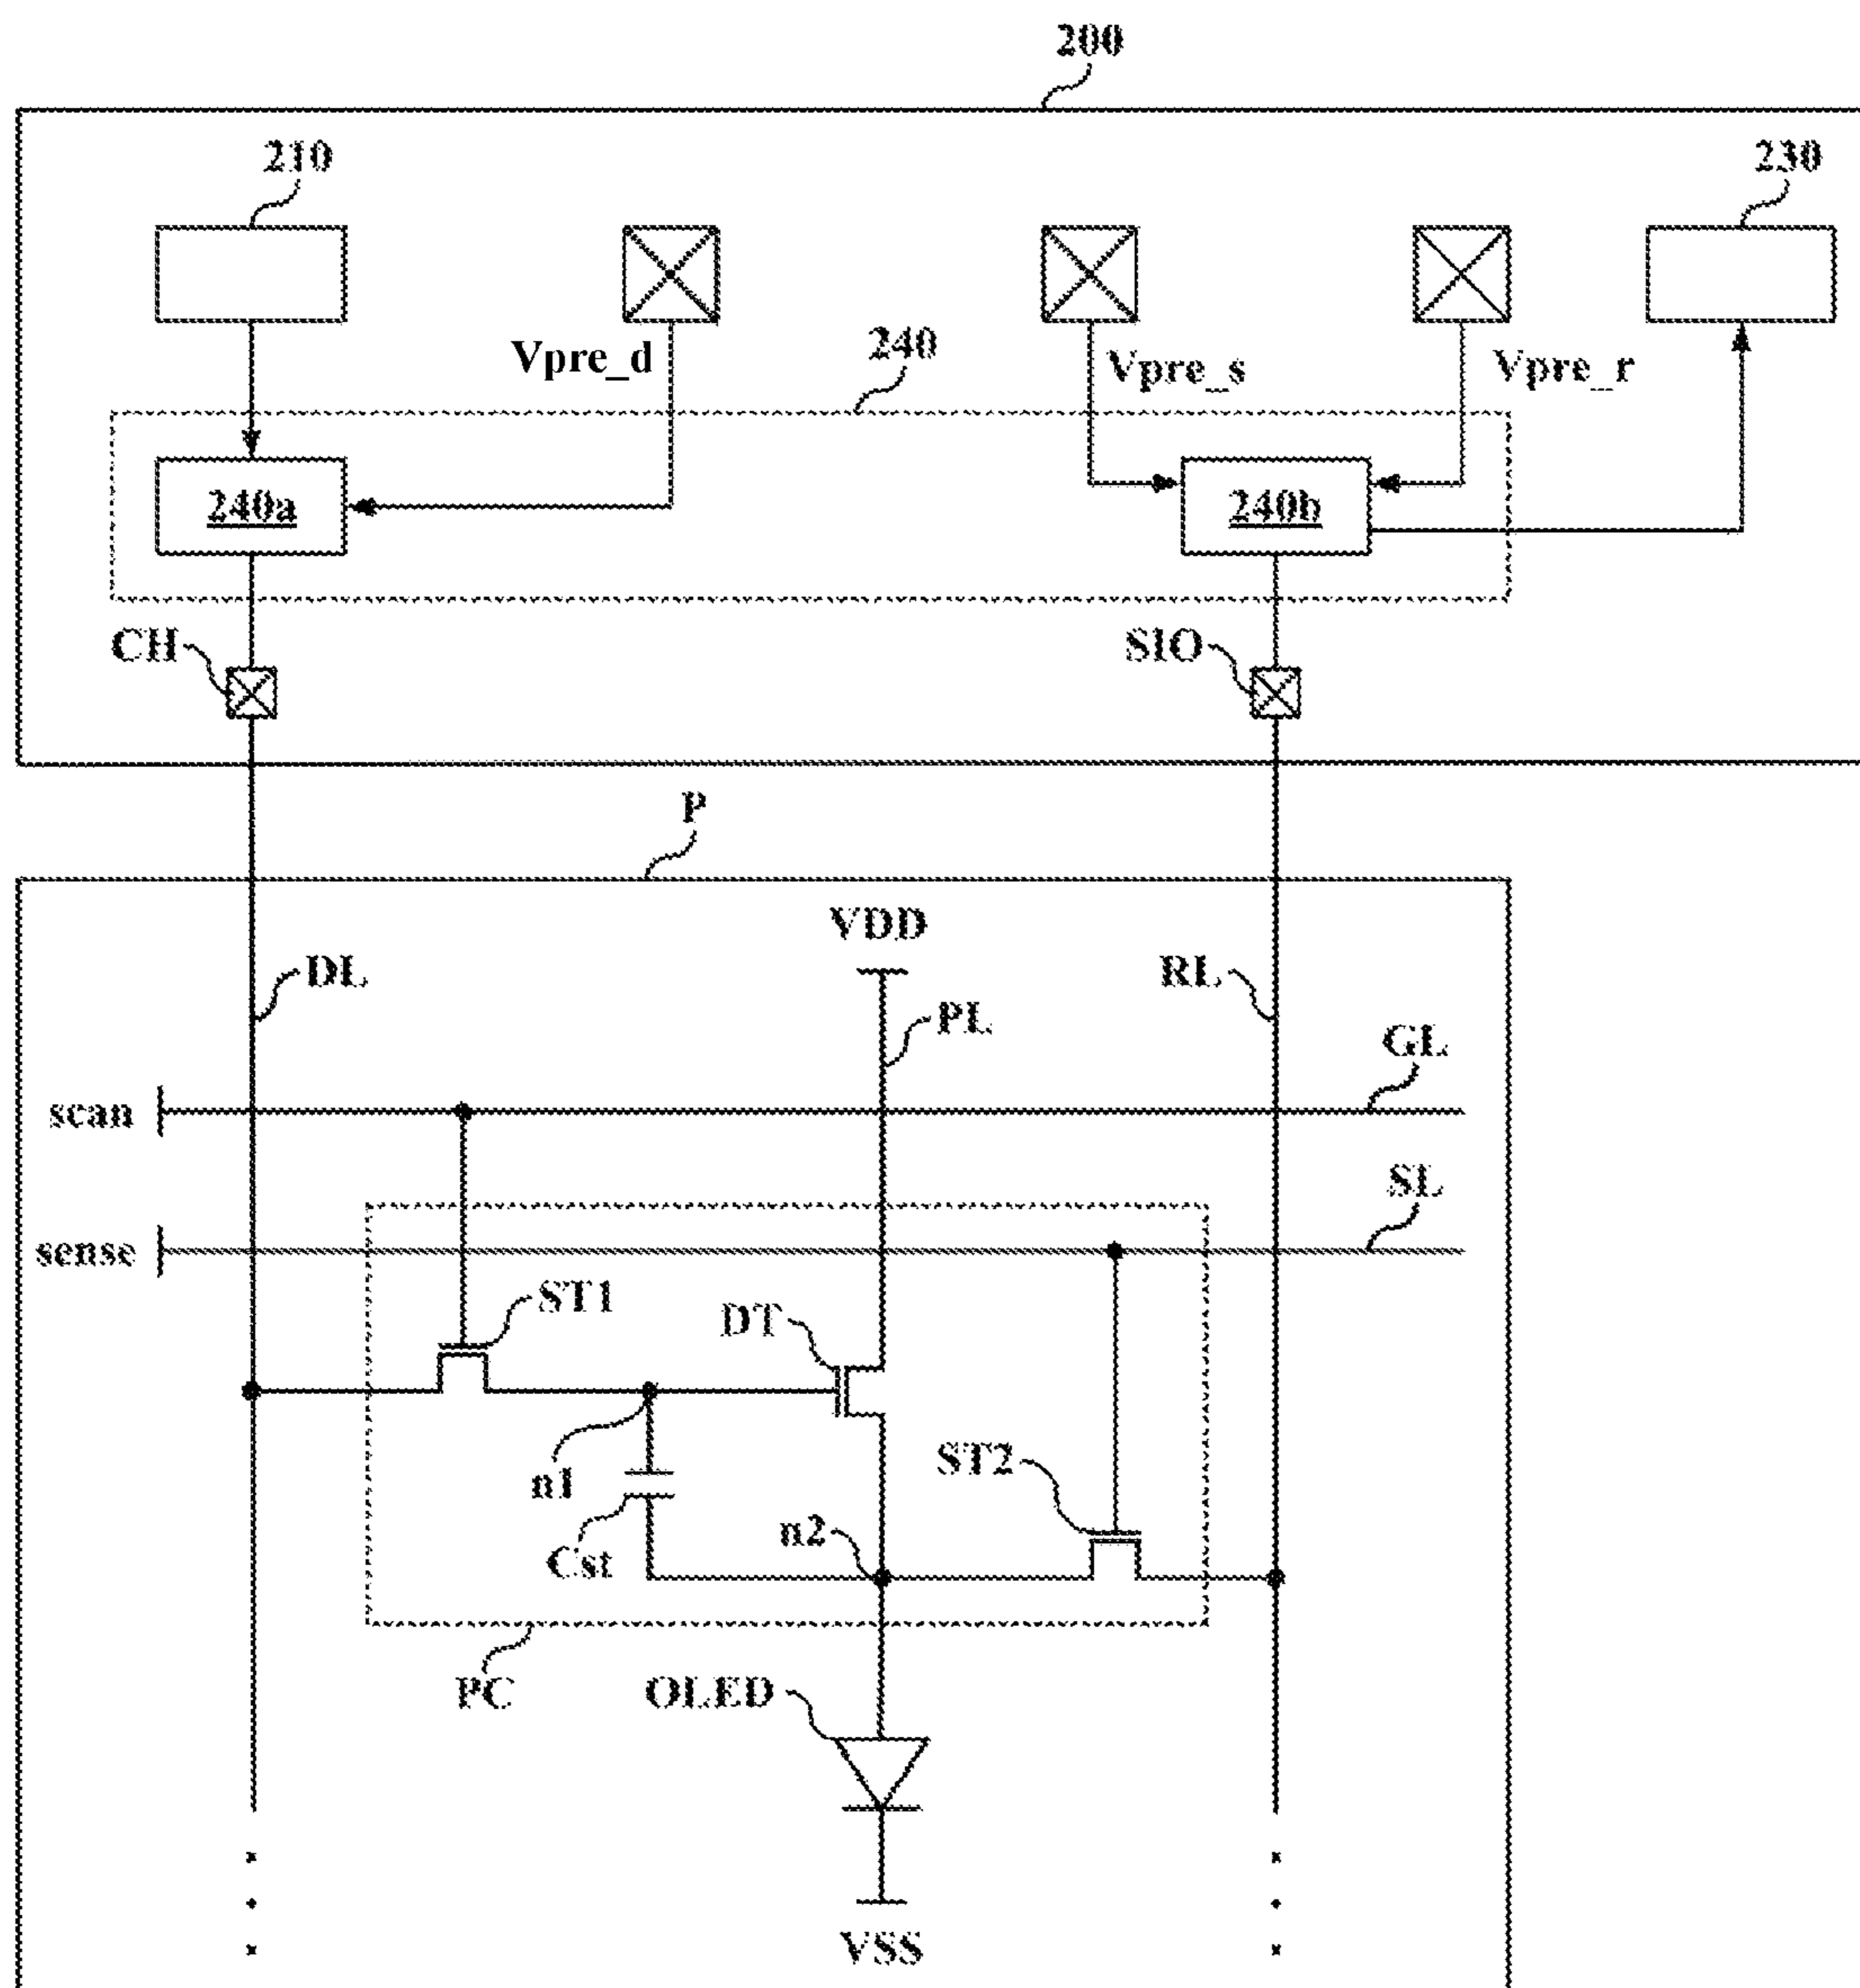 200
210
230
Vpre_d
240
Vpre_s
Vpre_r
240a
240b
CH
SIO
P
VDD
DL
RL
PL
GL
scan
SL
sense
ST1
DT
ST2
n1
n2
Cst
PC
OLED
VSS